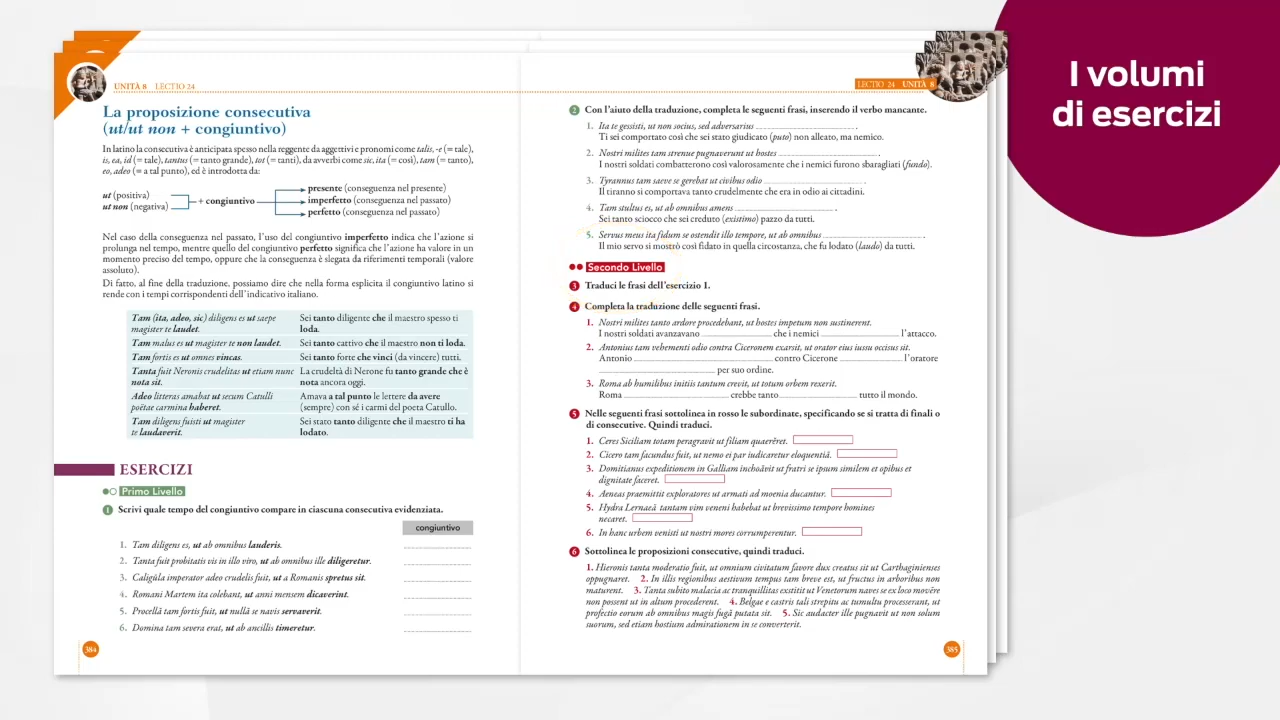 I volumi
di esercizi
UNITÀ 8 LECTIO 24
La proposizione consecutiva
(ut/ut non + congiuntivo)
In latino la consecutiva è anticipata spesso nella reggente da aggettivi e pronomi come talis, -e (= tale),
is, ea, id (= tale), tantus (= tanto grande), tot (= tanti), da avverbi come sic, ita (= così), tam (= tanto),
eo, adeo (= a tal punto), ed è introdotta da:
ut (positiva)
ut non (negativa)
+ congiuntivo
presente (conseguenza nel presente)
imperfetto (conseguenza nel passato)
perfetto (conseguenza nel passato)
Nel caso della conseguenza nel passato, l'uso del congiuntivo imperfetto indica che l'azione si
prolunga nel tempo, mentre quello del congiuntivo perfetto significa che l'azione ha valore in un
momento preciso del tempo, oppure che la conseguenza è slegata da riferimenti temporali (valore
assoluto).
Di fatto, al fine della traduzione, possiamo dire che nella forma esplicita il congiuntivo latino si
rende con i tempi corrispondenti dell'indicativo italiano.
Tam (ita, adeo, sic) diligens es ut saepe
magister te laudet.
Sei tanto diligente che il maestro spesso ti
loda.
Tam malus es ut magister te non laudet.
Sei tanto cattivo che il maestro non ti loda.
Tam fortis es ut omnes vincas.
Sei tanto forte che vinci (da vincere) tutti.
Tanta fuit Neronis crudelitas ut etiam nunc
nota sit.
La crudeltà di Nerone fu tanto grande che è
nota ancora oggi.
Adeo litteras amabat ut secum Catulli
poëtae carmina haberet.
Amava a tal punto le lettere da avere
(sempre) con sé i carmi del poeta Catullo.
Tam diligens fuisti ut magister
te laudaverit.
Sei stato tanto diligente che il maestro ti ha
lodato.
ESERCIZI
Primo Livello
1 Scrivi quale tempo del congiuntivo compare in ciascuna consecutiva evidenziata.
congiuntivo
1. Tam diligens es, ut ab omnibus lauderis.
2. Tanta fuit probitatis vis in illo viro, ut ab omnibus ille diligeretur.
3. Caligŭla imperator adeo crudelis fuit, ut a Romanis spretus sit.
4. Romani Martem ita colebant, ut anni mensem dicaverint.
5. Procellā tam fortis fuit, ut nullā se navis servaverit.
6. Domina tam severa erat, ut ab ancillis timeretur.
384
LECTIO 24 UNITÀ 8
2 Con l'aiuto della traduzione, completa le seguenti frasi, inserendo il verbo mancante.
1. Ita te gessisti, ut non socius, sed adversarius .
Ti sei comportato così che sei stato giudicato (puto) non alleato, ma nemico.
2. Nostri milites tam strenue pugnaverunt ut hostes .
I nostri soldati combatterono così valorosamente che i nemici furono sbaragliati (fundo).
3. Tyrannus tam saeve se gerebat ut civibus odio .
Il tiranno si comportava tanto crudelmente che era in odio ai cittadini.
4. Tam stultus es, ut ab omnibus amens .
Sei tanto sciocco che sei creduto (existimo) pazzo da tutti.
5. Servus meus ita fidum se ostendit illo tempore, ut ab omnibus .
Il mio servo si mostrò così fidato in quella circostanza, che fu lodato (laudo) da tutti.
Secondo Livello
3 Traduci le frasi dell'esercizio 1.
4 Completa la traduzione delle seguenti frasi.
1. Nostri milites tanto ardore procedebant, ut hostes impetum non sustinerent.
I nostri soldati avanzavano che i nemici l'attacco.
2. Antonius tam vehementi odio contra Ciceronem exarsit, ut orator eius iussu occisus sit.
Antonio contro Cicerone l'oratore
per suo ordine.
3. Roma ab humilibus initiis tantum crevit, ut totum orbem rexerit.
Roma crebbe tanto tutto il mondo.
5 Nelle seguenti frasi sottolinea in rosso le subordinate, specificando se si tratta di finali o
di consecutive. Quindi traduci.
1. Ceres Siciliam totam peragravit ut filiam quaerĕret.
2. Cicero tam facundus fuit, ut nemo ei par iudicaretur eloquentiā.
3. Domitianus expeditionem in Galliam inchoāvit ut fratri se ipsum similem et opibus et
dignitate faceret.
4. Aeneas praemittit exploratores ut armati ad moenia ducantur.
5. Hydra Lernaeă tantam vim veneni habebat ut brevissimo tempore homines
necaret.
6. In hanc urbem venisti ut nostri mores corrumperentur.
6 Sottolinea le proposizioni consecutive, quindi traduci.
1. Hieronis tanta moderatio fuit, ut omnium civitatum favore dux creatus sit ut Carthaginienses
oppugnaret. 2. In illis regionibus aestivum tempus tam breve est, ut fructus in arboribus non
maturent. 3. Tanta subito malacia ac tranquillitas exstitit ut Venetorum naves se ex loco movēre
non possent ut in altum procederent. 4. Belgae e castris tali strepitu ac tumultu processerant, ut
profectio eorum ab omnibus magis fugă putata sit. 5. Sic audacter ille pugnavit ut non solum
suorum, sed etiam hostium admirationem in se converterit.
385